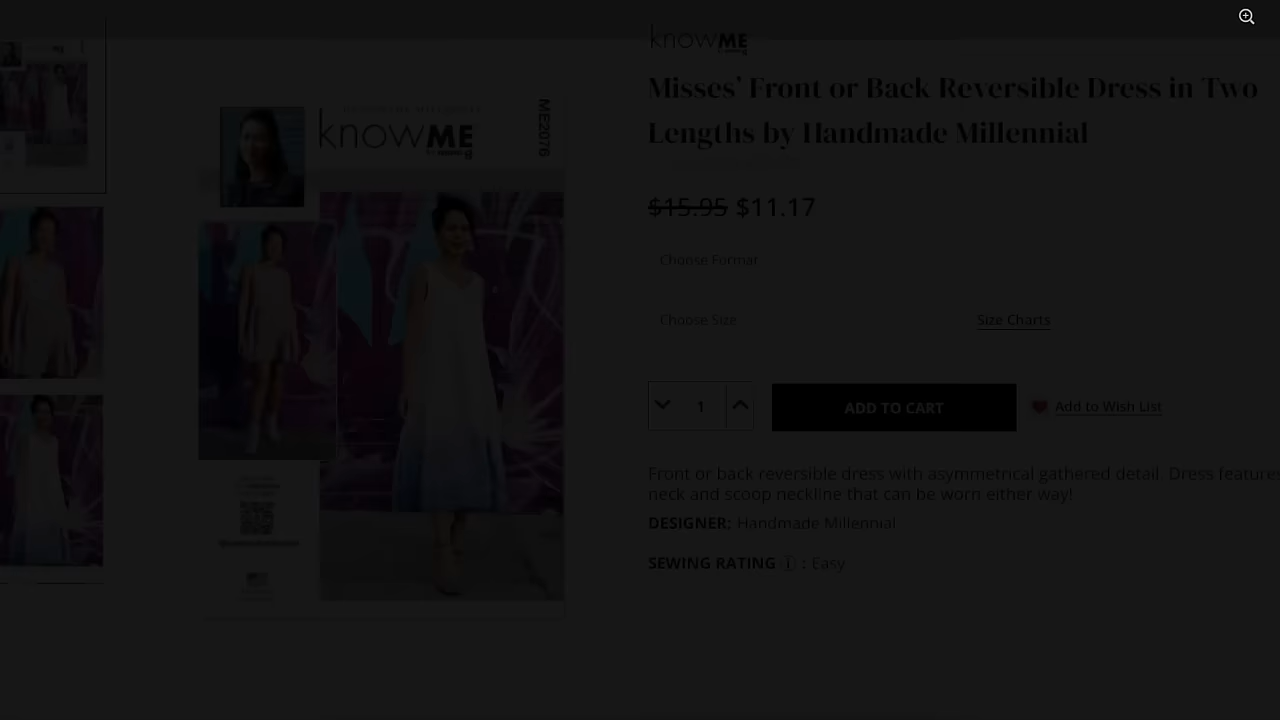 knowME
Misses' Front or Back Reversible Dress in Two
Lengths by Handmade Millennial
knowME
ME2076
$15.95 $11.17
Choose Format
Choose Size
Size Charts
1
ADD TO CART
Add to Wish List
Front or back reversible dress with asymmetrical gathered detail Dress features
neck and scoop neckline that can be worn either way!
DESIGNER: Handmade Millennial
SEWING RATING ⓘ : Easy